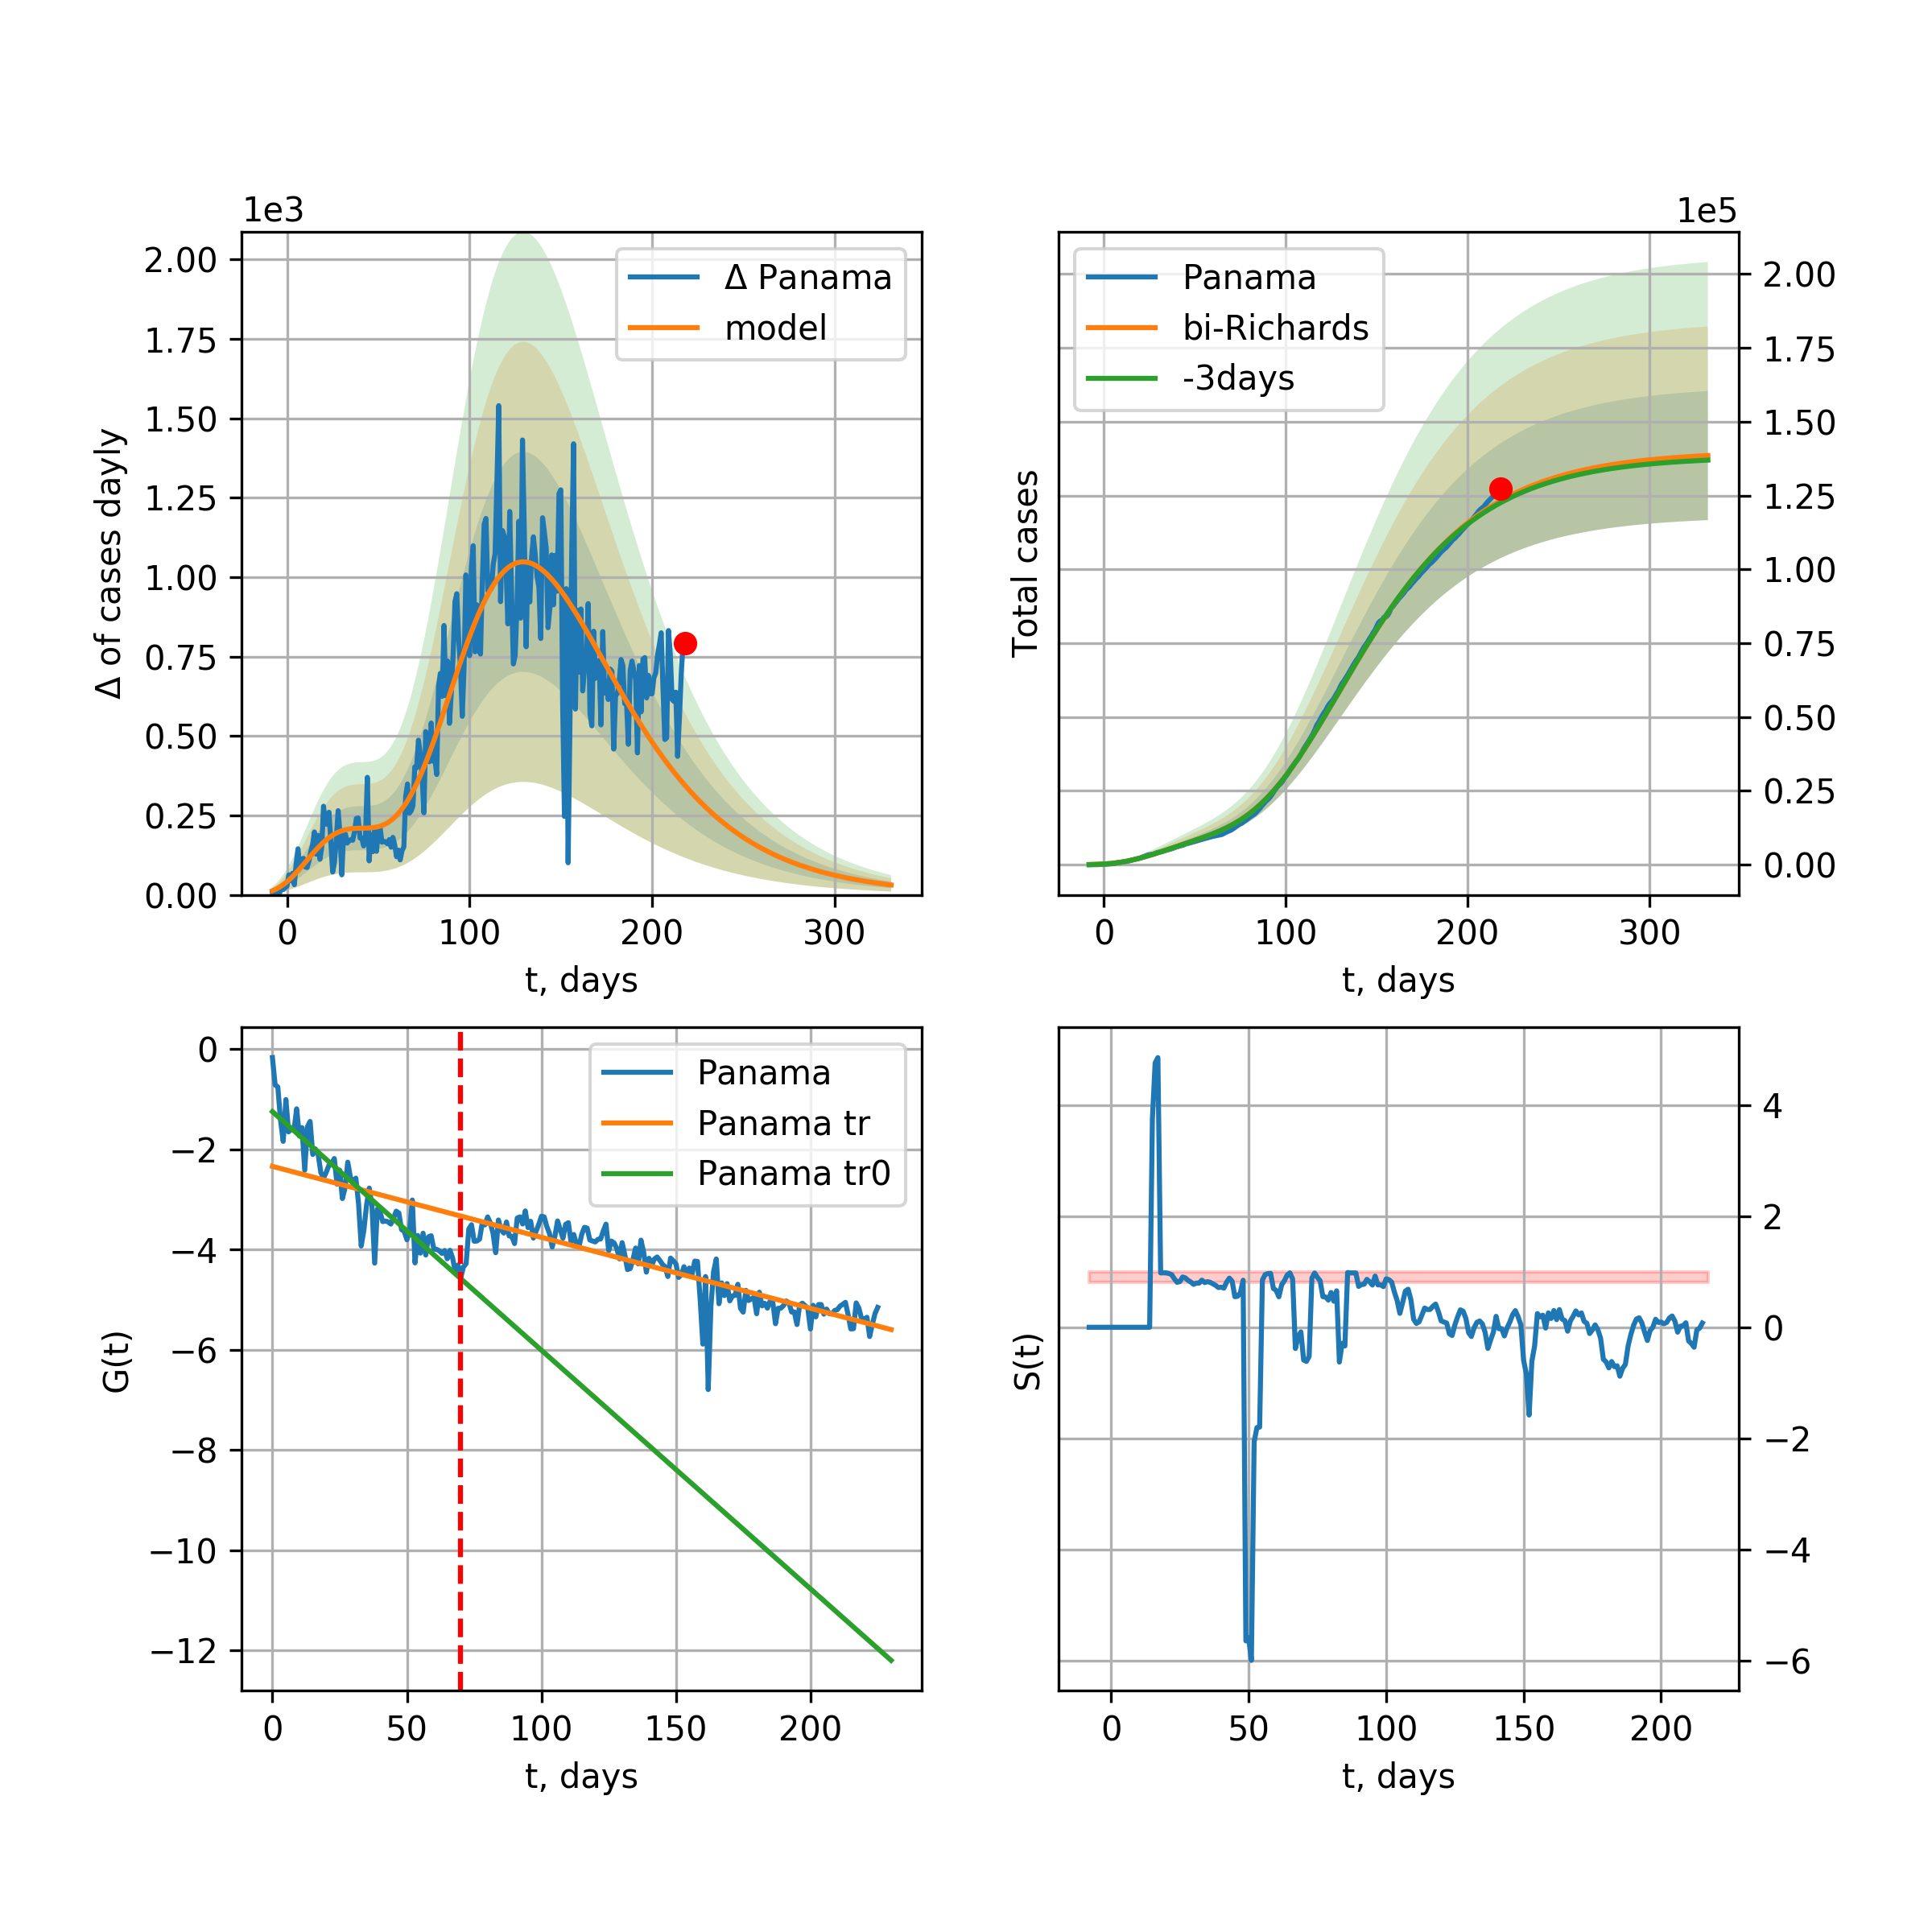 1e3
Δ of cases dayly
2.00
1.75
1.50
1.25
1.00
0.75
0.50
0.25
0.00
Δ Panama
model
0 100 200 300
t, days
1e5
Total cases
Panama
bi-Richards
-3days
2.00
1.75
1.50
1.25
1.00
0.75
0.50
0.25
0.00
0 100 200 300
t, days
G(t)
0
−2
−4
−6
−8
−10
−12
Panama
Panama tr
Panama tr0
0 50 100 150 200
t, days
S(t)
4
2
0
−2
−4
−6
0 50 100 150 200
t, days